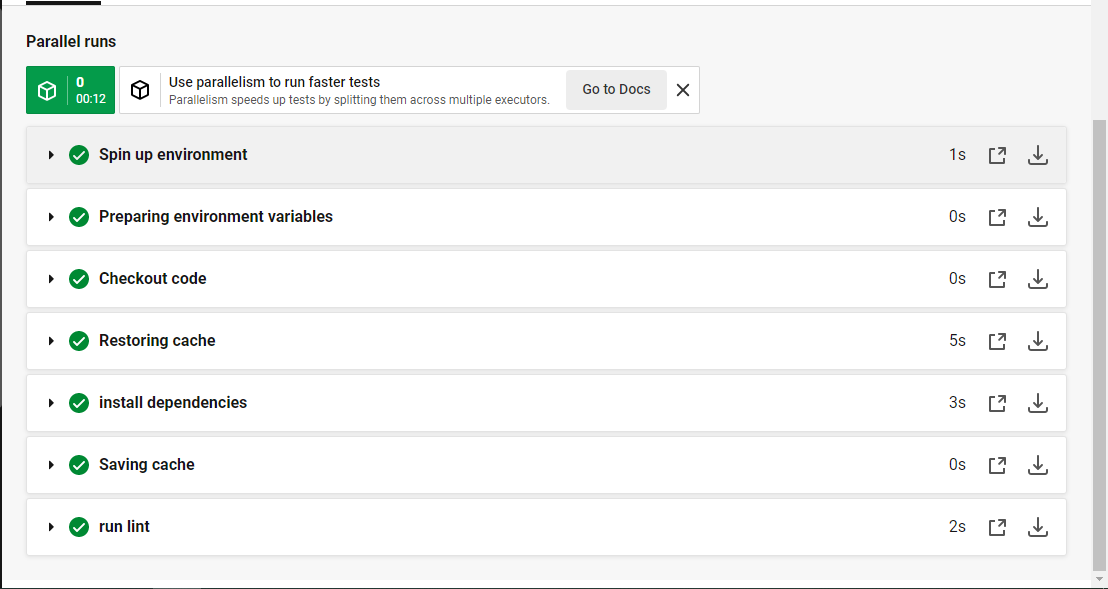 Parallel runs
0
00:12
Use parallelism to run faster tests
Parallelism speeds up tests by splitting them across multiple executors.
Go to Docs
Spin up environment 1s
Preparing environment variables 0s
Checkout code 0s
Restoring cache 5s
install dependencies 3s
Saving cache 0s
run lint 2s